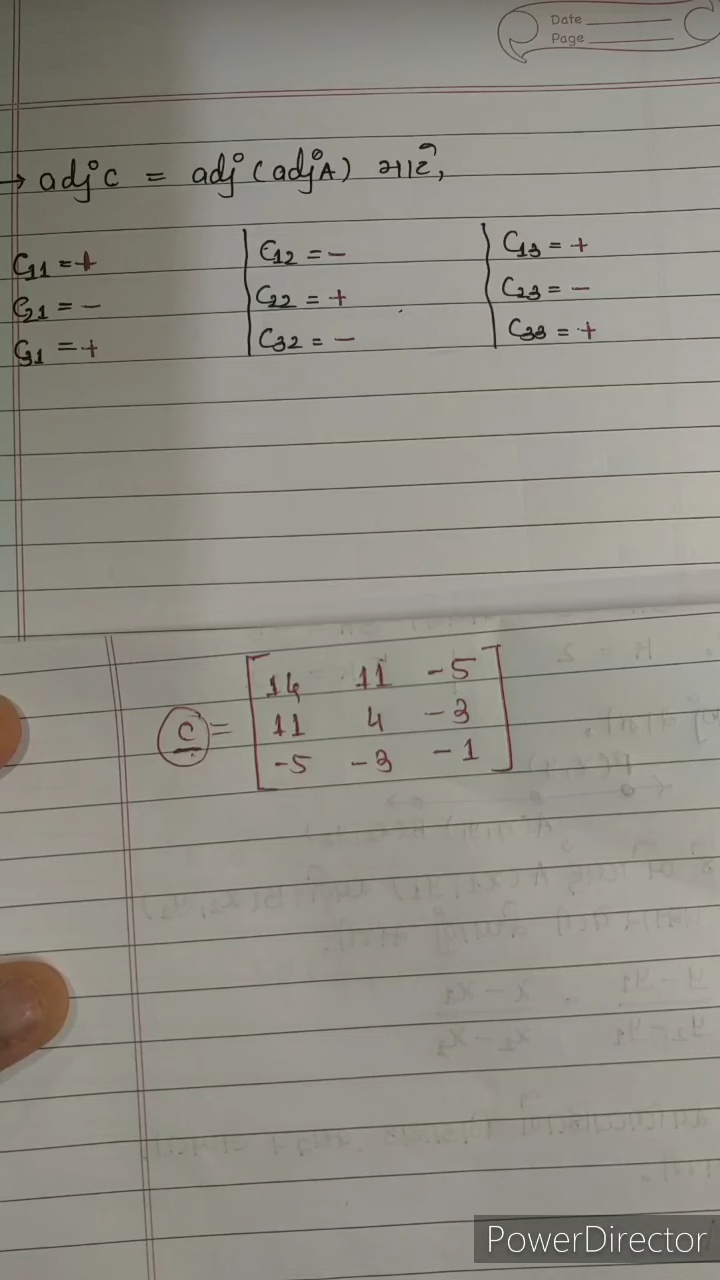 Date
Page
→ adj C = adj (adj A) માટે,
C11 = + C12 = - C13 = +
C21 = - C22 = + C23 = -
C31 = + C32 = - C33 = +
C = [ 14 11 -5
11 4 -3
-5 -3 -1 ]
PowerDirector